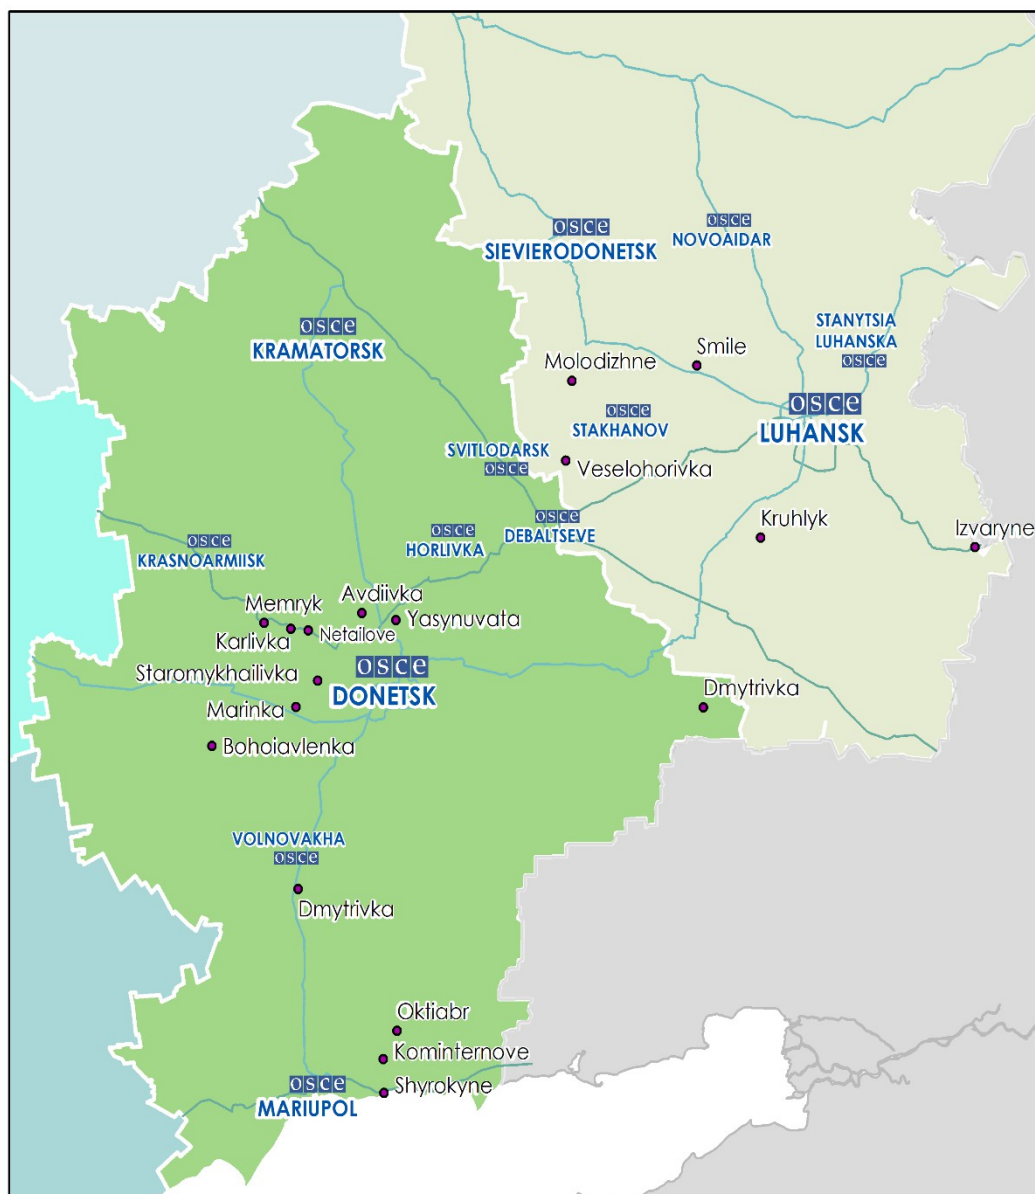 osce
SIEVIERODONETSK
osce
NOVOAIDAR
osce
KRAMATORSK
STANYTSIA
LUHANSKA
osce
Molodizhne
Smile
osce
LUHANSK
osce
STAKHANOV
SVITLODARSK
osce
Veselohorivka
osce
KRASNOARMIISK
osce
HORLIVKA
osce
DEBALTSEVE
Kruhlyk
Izvaryne
Memryk
Avdiivka
Yasynuvata
Karlivka
Netailove
Staromykhailivka
osce
DONETSK
Marinka
Dmytrivka
Bohoiavlenka
VOLNOVAKHA
osce
Dmytrivka
Oktiabr
Kominternove
Shyrokyne
osce
MARIUPOL